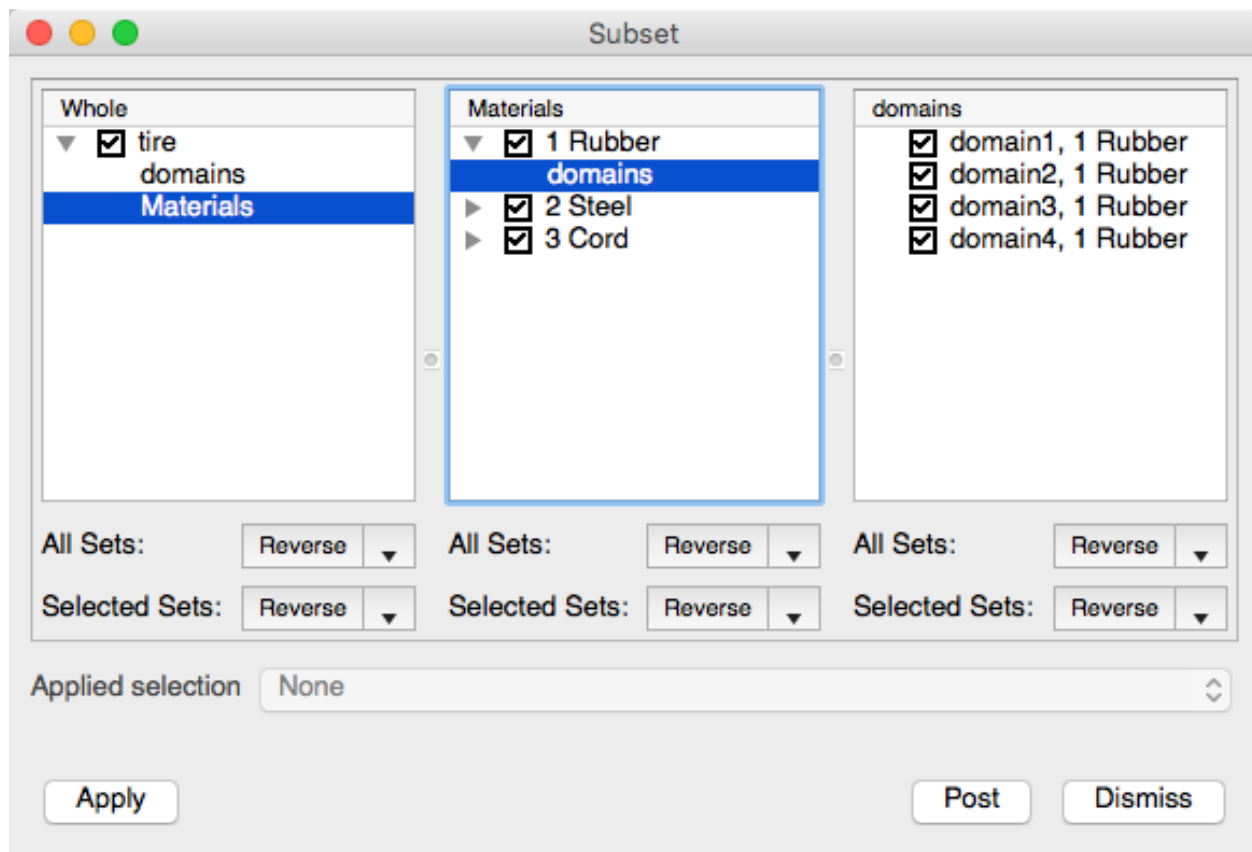 Subset
Whole
tire
domains
Materials
Materials
1 Rubber
domains
2 Steel
3 Cord
domains
domain1, 1 Rubber
domain2, 1 Rubber
domain3, 1 Rubber
domain4, 1 Rubber
All Sets: Reverse
All Sets: Reverse
All Sets: Reverse
Selected Sets: Reverse
Selected Sets: Reverse
Selected Sets: Reverse
Applied selection None
Apply
Post
Dismiss